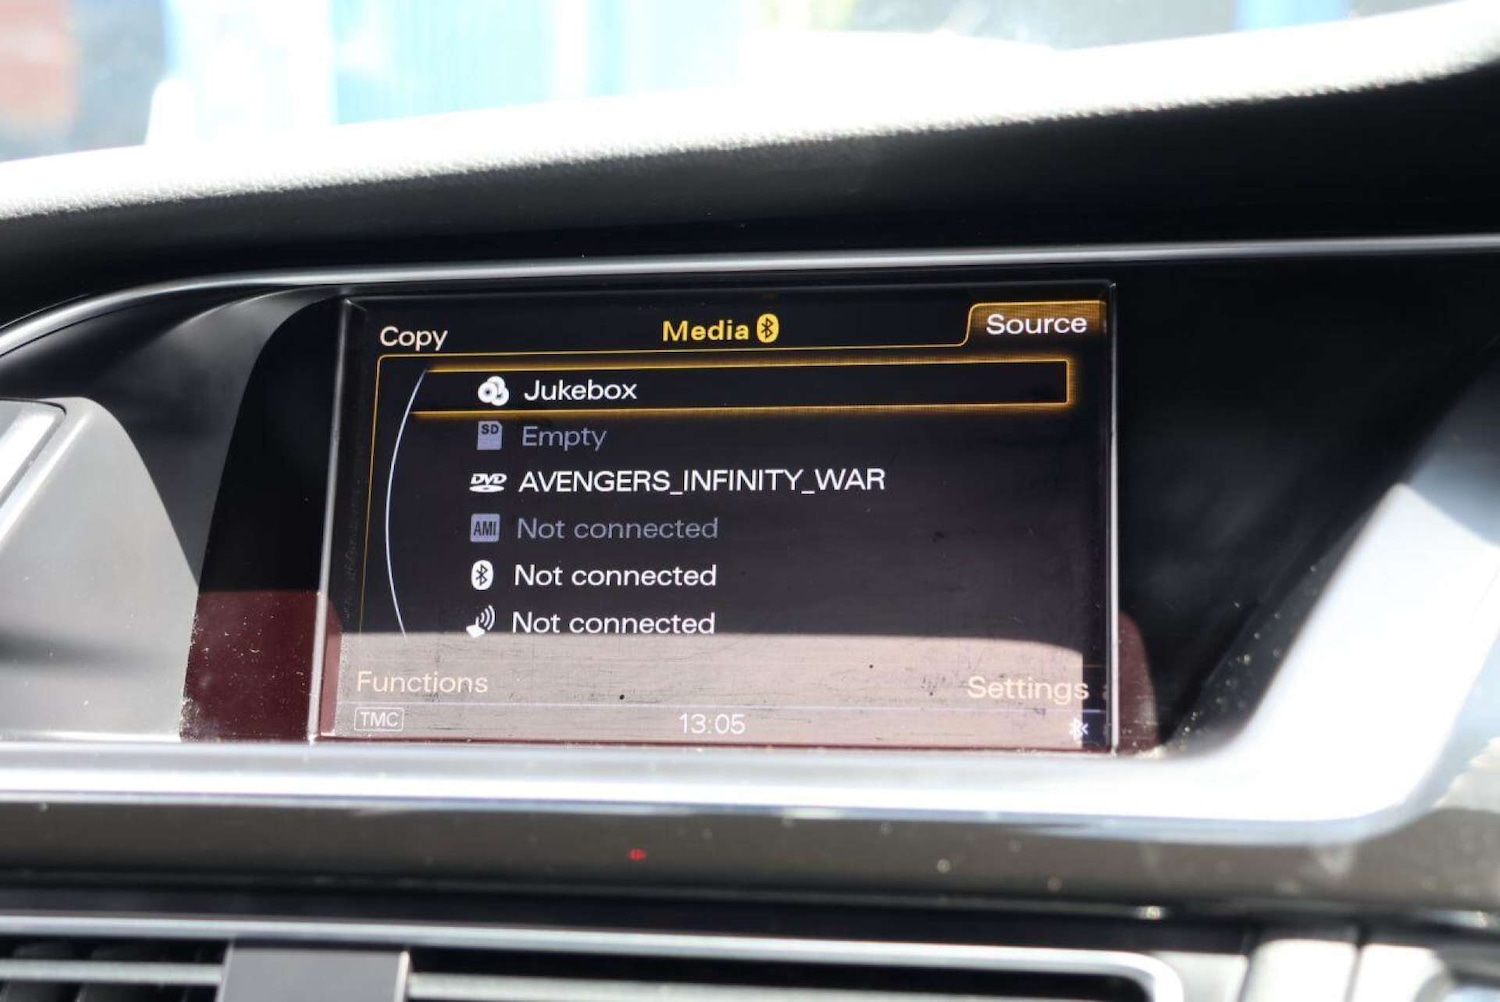 Copy
Media
Source
Jukebox
SD Empty
DVD AVENGERS_INFINITY_WAR
AMI Not connected
Not connected
Not connected
Functions
Settings
TMC
13:05